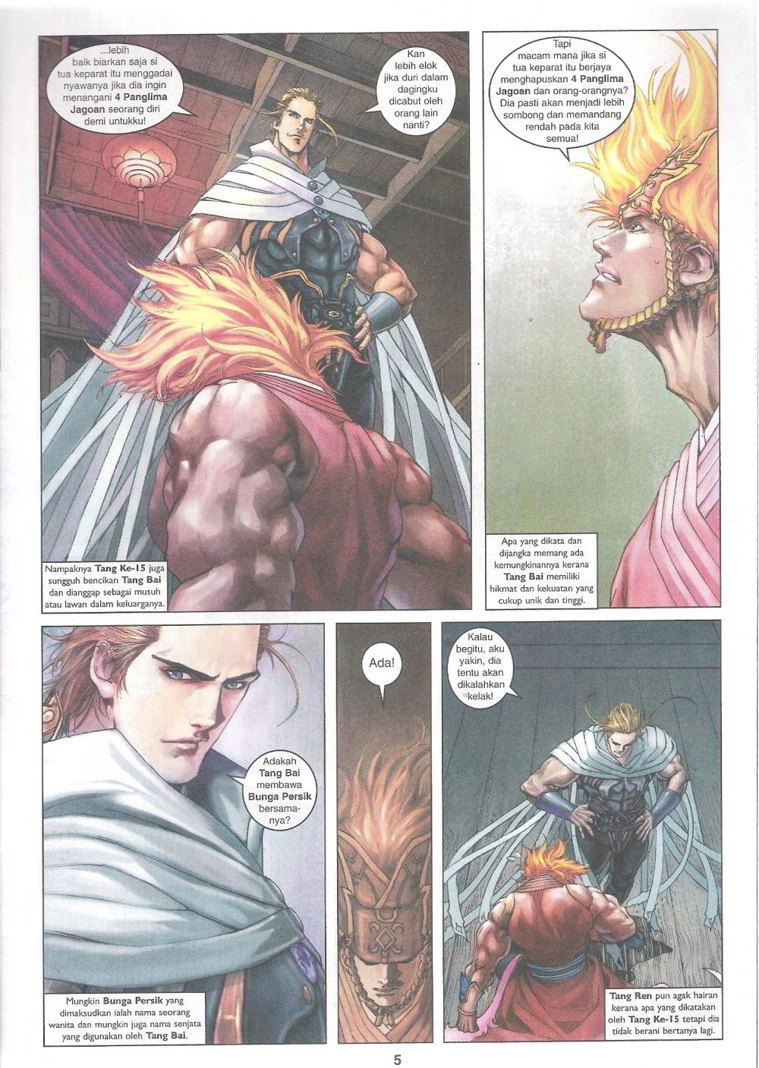 ...lebih
baik biarkan saja si
tua keparat itu menggadai
nyawanya jika dia ingin
menangani 4 Panglima
Jagoan seorang diri
demi untukku!
Kan
lebih elok
jika duri dalam
dagingku
dicabut oleh
orang lain
nanti?
Nampaknya Tang Ke-15 juga
sungguh bencikan Tang Bai
dan dianggap sebagai musuh
atau lawan dalam keluarganya.
Tapi
macam mana jika si
tua keparat itu berjaya
menghapuskan 4 Panglima
Jagoan dan orang-orangnya?
Dia pasti akan menjadi lebih
sombong dan memandang
rendah pada kita
semua!
Apa yang dikata dan
dijangka memang ada
kemungkinannya kerana
Tang Bai memiliki
hikmat dan kekuatan yang
cukup unik dan tinggi.
Adakah
Tang Bai
membawa
Bunga Persik
bersama-
nya?
Mungkin Bunga Persik yang
dimaksudkan ialah nama seorang
wanita dan mungkin juga nama senjata
yang digunakan oleh Tang Bai.
Ada!
Kalau
begitu, aku
yakin, dia
tentu akan
dikalahkan
kelak!
Tang Ren pun agak hairan
kerana apa yang dikatakan
oleh Tang Ke-15 tetapi dia
tidak berani bertanya lagi.
5